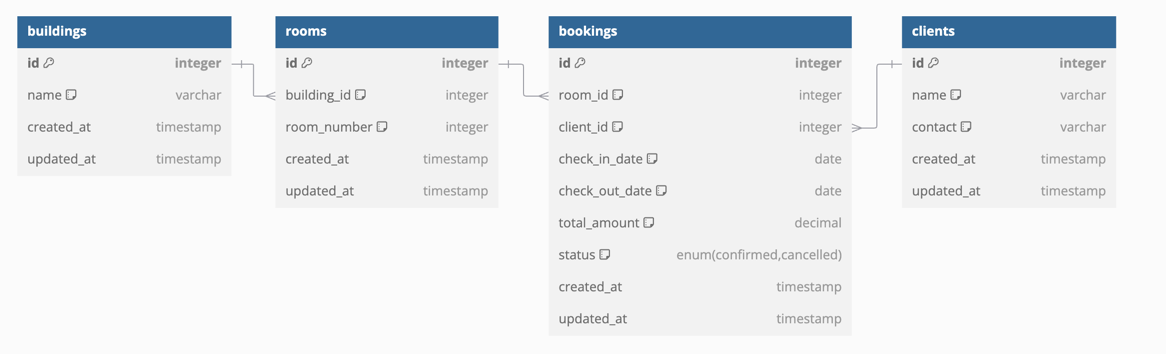 buildings
id integer
name varchar
created_at timestamp
updated_at timestamp
rooms
id integer
building_id integer
room_number integer
created_at timestamp
updated_at timestamp
bookings
id integer
room_id integer
client_id integer
check_in_date date
check_out_date date
total_amount decimal
status enum(confirmed,cancelled)
created_at timestamp
updated_at timestamp
clients
id integer
name varchar
contact varchar
created_at timestamp
updated_at timestamp